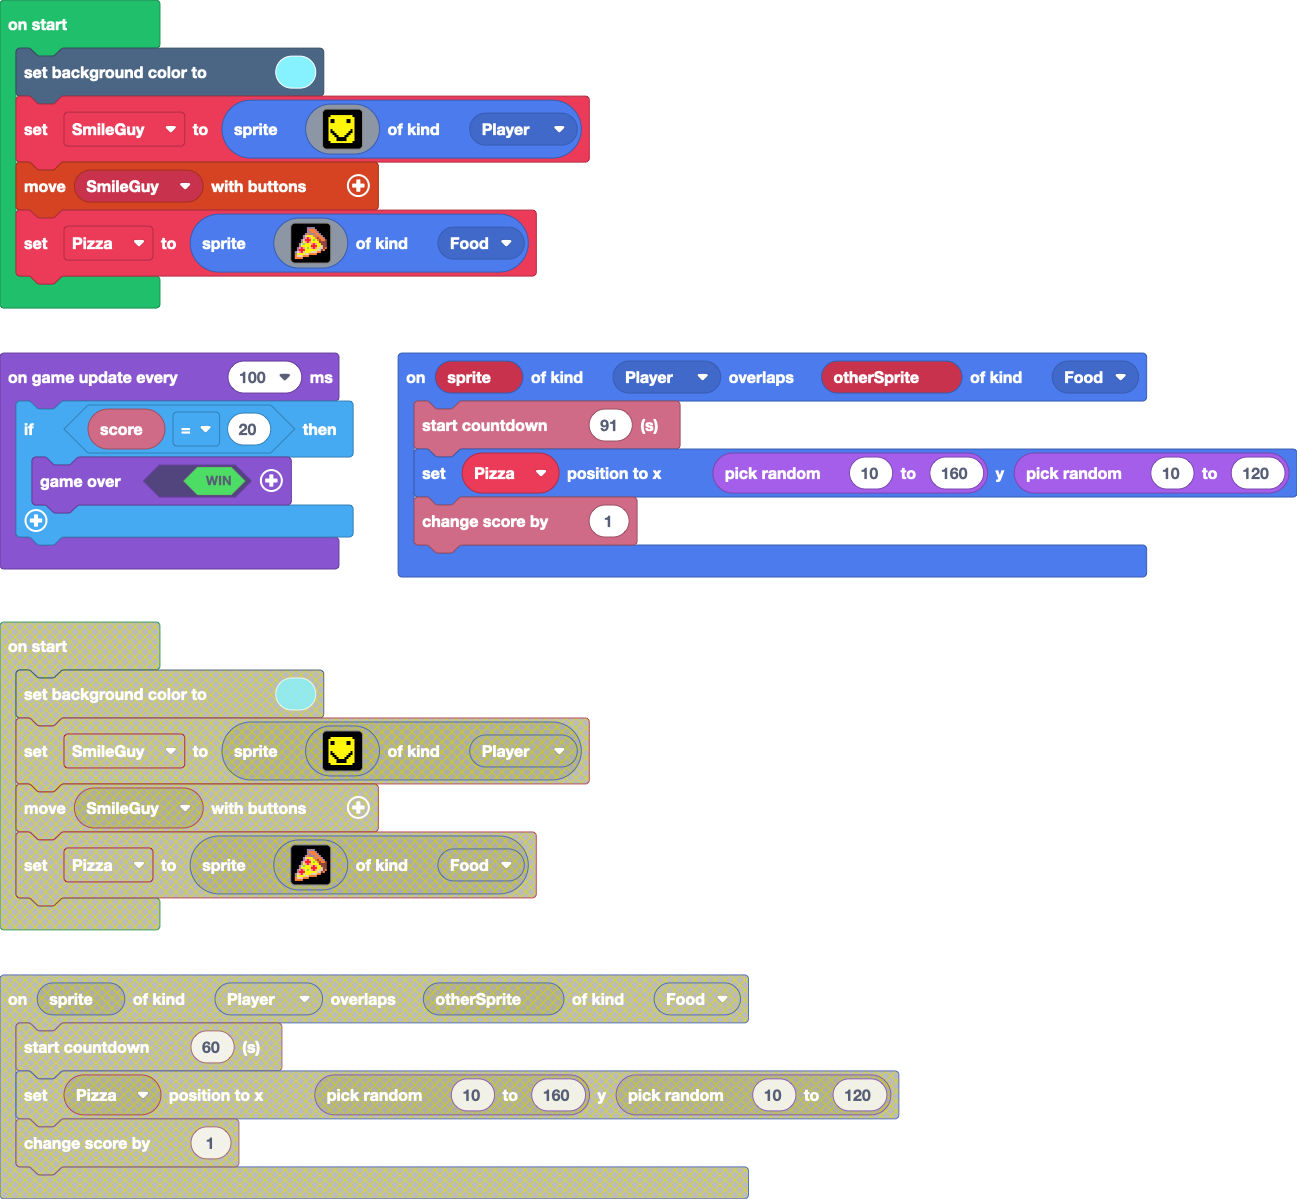 on start
set background color to
set SmileGuy to sprite of kind Player
move SmileGuy with buttons
set Pizza to sprite of kind Food
on game update every 100 ms
if score = 20 then
game over WIN
on sprite of kind Player overlaps otherSprite of kind Food
start countdown 91 (s)
set Pizza position to x pick random 10 to 160 y pick random 10 to 120
change score by 1
on start
set background color to
set SmileGuy to sprite of kind Player
move SmileGuy with buttons
set Pizza to sprite of kind Food
on sprite of kind Player overlaps otherSprite of kind Food
start countdown 60 (s)
set Pizza position to x pick random 10 to 160 y pick random 10 to 120
change score by 1